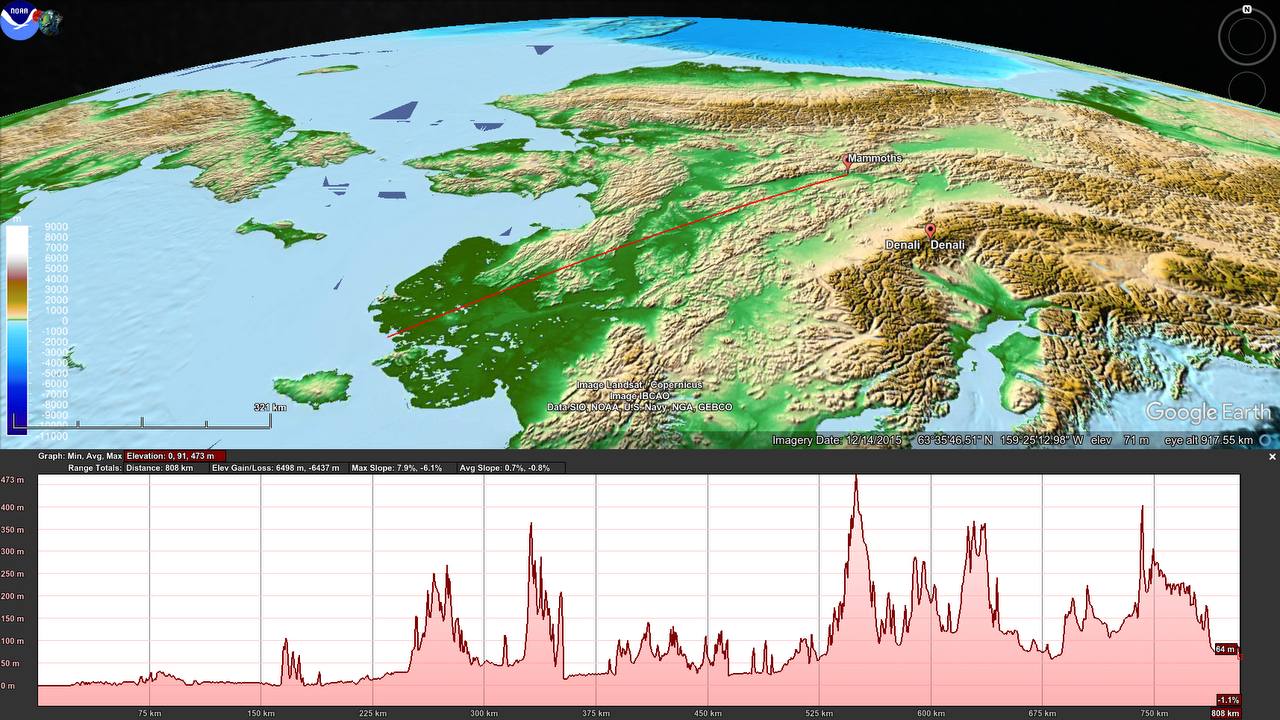 NOAA
N
Mammoths
Denali Denali
m
9000
8000
7000
6000
5000
4000
3000
2000
1000
0
-1000
-2000
-3000
-4000
-5000
-6000
-7000
-8000
-9000
-10000
-11000
321 km
Image Landsat / Copernicus
Image IBCAO
Data SIO, NOAA, U.S. Navy, NGA, GEBCO
Google Earth
Imagery Date: 12/14/2015 63°35'46.51" N 159°25'12.98" W elev 71 m eye alt 917.55 km
Graph: Min, Avg, Max Elevation: 0, 91, 473 m
Range Totals: Distance: 808 km Elev Gain/Loss: 6498 m, -6437 m Max Slope: 7.9%, -6.1% Avg Slope: 0.7%, -0.8%
473 m
400 m
350 m
300 m
250 m
200 m
150 m
100 m
50 m
0 m
64 m
-1.1%
75 km 150 km 225 km 300 km 375 km 450 km 525 km 600 km 675 km 750 km 808 km